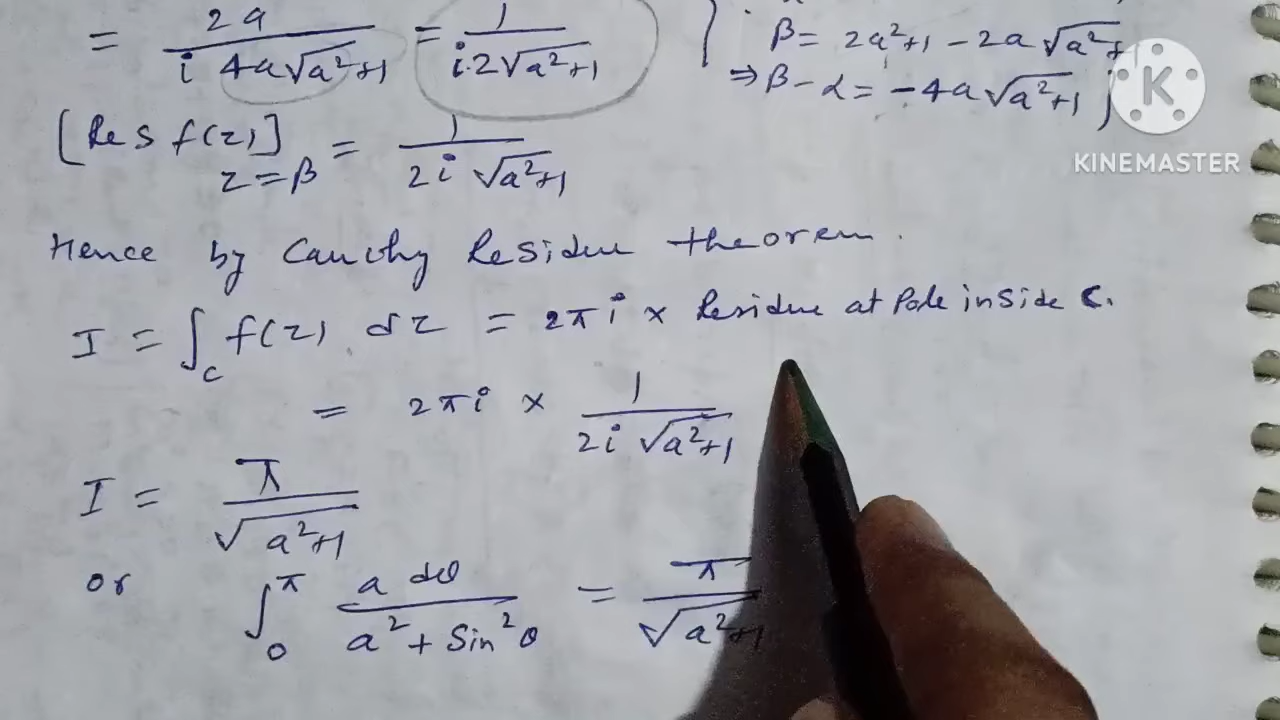 = 2a / (i 4a√(a²+1)) = 1 / (i.2√(a²+1))
β = 2a²+1 - 2a √(a²+
⇒ β - α = -4a√(a²+1)
KINEMASTER
[Res f(z)] z=β = 1 / (2i √(a²+1))
Hence by Cauchy Residue theorem.
I = ∫c f(z) dz = 2πi × Residue at Pole inside C.
= 2πi × 1 / (2i √(a²+1))
I = π / √(a²+1)
or ∫₀^π a dθ / (a² + Sin²θ) = π / √(a²+1)